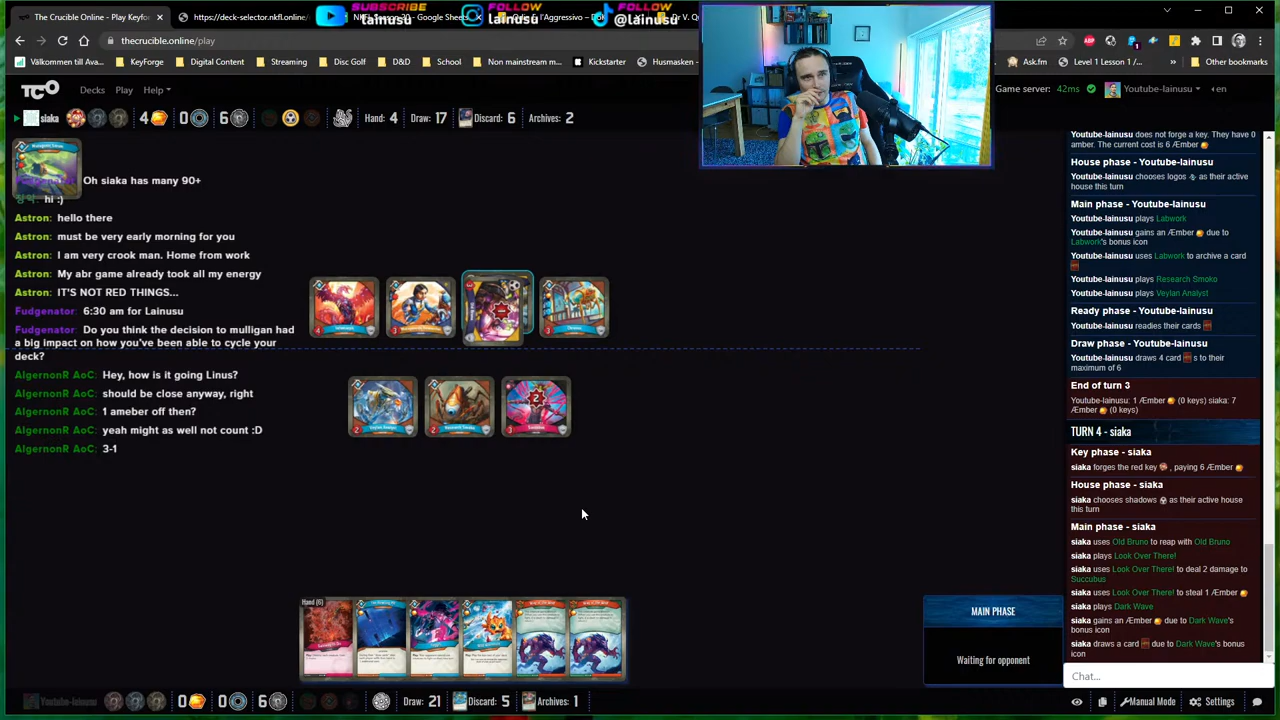 The Crucible Online - Play Keyfo
https://deck-selector.nkfl.online/
Google Sheets
SUBSCRIBE
FOLLOW
FOLLOW
lainusu
lainusu
@lainusu
thecrucible.online/play
Välkommen till Av...
KeyForge
Digital Content
Streaming
Disc Golf
D&D
School
Non mainstream m...
Kickstarter
Husmasken
Ask.fm
Level 1 Lesson 1 /...
Other bookmarks
TCO
Decks
Play
Help
Game server: 42ms
Youtube-lainusu
en
siaka
4
0
6
Hand: 4
Draw: 17
Discard: 6
Archives: 2
Oh siaka has many 90+
hi :)
Astron: hello there
Astron: must be very early morning for you
Astron: I am very crook man. Home from work
Astron: My abr game already took all my energy
Astron: IT'S NOT RED THINGS...
Fudgenator: 6:30 am for Lainusu
Fudgenator: Do you think the decision to mulligan had
a big impact on how you've been able to cycle your
deck?
AlgernonR AoC: Hey, how is it going Linus?
AlgernonR AoC: should be close anyway, right
AlgernonR AoC: 1 ameber off then?
AlgernonR AoC: yeah might as well not count :D
AlgernonR AoC: 3-1
Youtube-lainusu does not forge a key. They have 0
amber. The current cost is 6 Æmber
House phase - Youtube-lainusu
Youtube-lainusu chooses logos as their active
house this turn
Main phase - Youtube-lainusu
Youtube-lainusu plays Labwork
Youtube-lainusu gains an Æmber due to
Labwork's bonus icon
Youtube-lainusu uses Labwork to archive a card
Youtube-lainusu plays Research Smoko
Youtube-lainusu plays Veylan Analyst
Ready phase - Youtube-lainusu
Youtube-lainusu readies their cards
Draw phase - Youtube-lainusu
Youtube-lainusu draws 4 card s to their
maximum of 6
End of turn 3
Youtube-lainusu: 1 Æmber (0 keys) siaka: 7
Æmber (0 keys)
TURN 4 - siaka
Key phase - siaka
siaka forges the red key , paying 6 Æmber
House phase - siaka
siaka chooses shadows as their active house
this turn
Main phase - siaka
siaka uses Old Bruno to reap with Old Bruno
siaka plays Look Over There!
siaka uses Look Over There! to deal 2 damage to
Succubus
siaka uses Look Over There! to steal 1 Æmber
siaka plays Dark Wave
siaka gains an Æmber due to Dark Wave's
bonus icon
siaka draws a card due to Dark Wave's bonus
icon
2
Hand (6)
MAIN PHASE
Waiting for opponent
Chat...
Youtube-lainusu
0
0
6
Draw: 21
Discard: 5
Archives: 1
Manual Mode
Settings